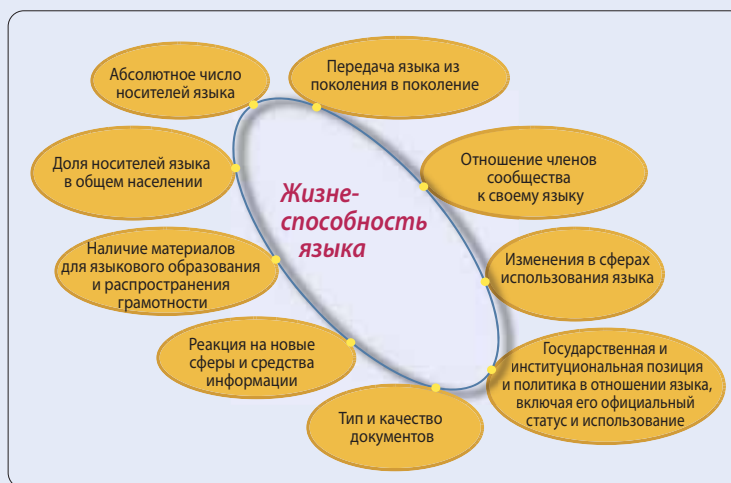 Абсолютное число
носителей языка
Передача языка из
поколения в поколение
Доля носителей языка
в общем населении
Отношение членов
сообщества
к своему языку
Жизне-
способность
языка
Наличие материалов
для языкового образования
и распространения
грамотности
Изменения в сферах
использования языка
Реакция на новые
сферы и средства
информации
Государственная и
институциональная позиция
и политика в отношении языка,
включая его официальный
статус и использование
Тип и качество
документов